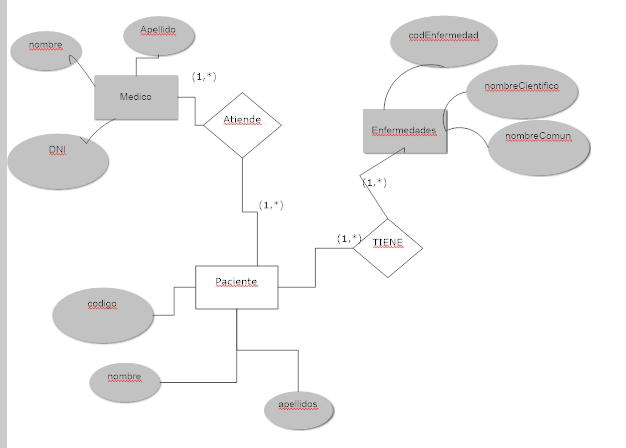 Apellido
codEnfermedad
nombre
(1,*)
nombreCientifico
Medico
Atiende
Enfermedades
nombreComun
DNI
(1,*)
(1,*)
(1,*)
TIENE
Paciente
codigo
nombre
apellidos